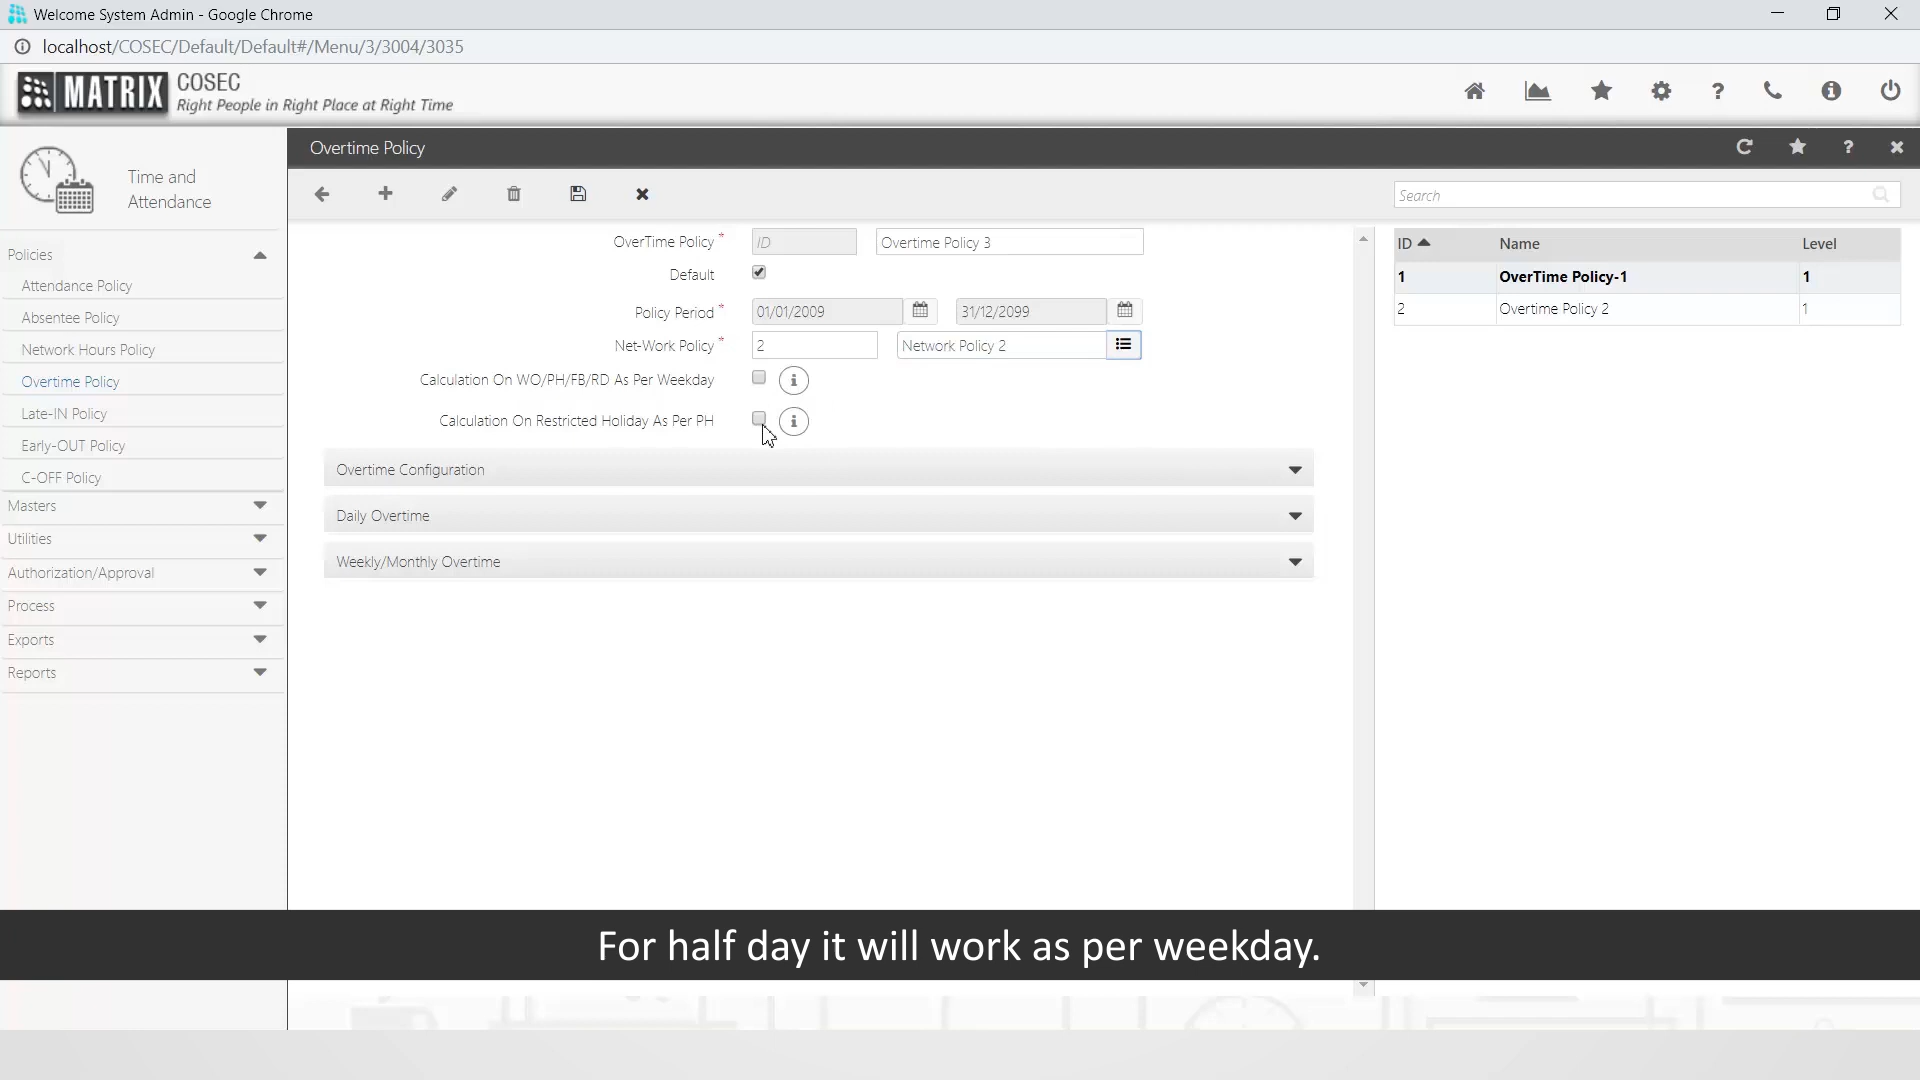 Welcome System Admin - Google Chrome
localhost/COSEC/Default/Default#/Menu/3/3004/3035
MATRIX COSEC
Right People in Right Place at Right Time
Time and
Attendance
Policies
Attendance Policy
Absentee Policy
Network Hours Policy
Overtime Policy
Late-IN Policy
Early-OUT Policy
C-OFF Policy
Masters
Utilities
Authorization/Approval
Process
Exports
Reports
Overtime Policy
Search
OverTime Policy * ID Overtime Policy 3
Default
Policy Period * 01/01/2009 31/12/2099
Net-Work Policy * 2 Network Policy 2
Calculation On WO/PH/FB/RD As Per Weekday
Calculation On Restricted Holiday As Per PH
Overtime Configuration
Daily Overtime
Weekly/Monthly Overtime
ID Name Level
1 OverTime Policy-1 1
2 Overtime Policy 2 1
For half day it will work as per weekday.